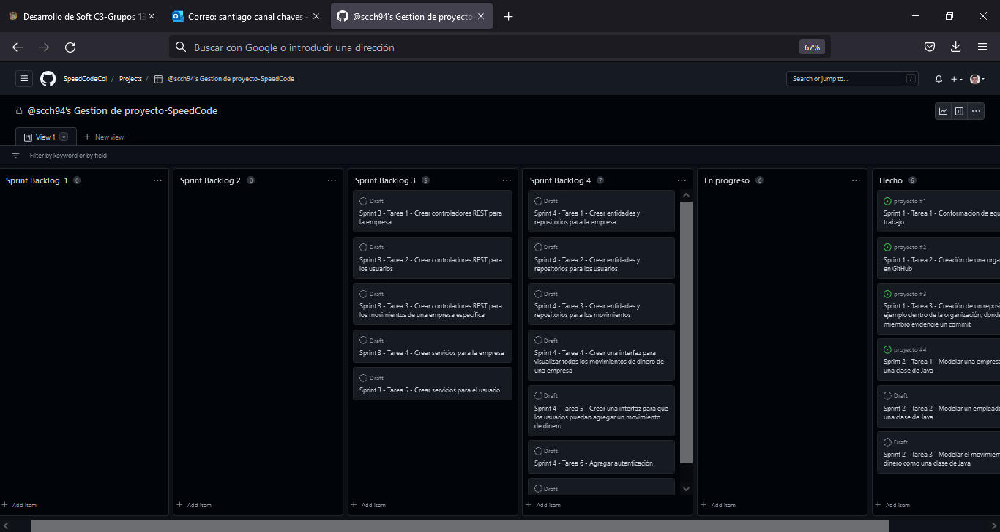 Desarrollo de Soft C3-Grupos 13
Correo: santiago canal chaves -
@scch94's Gestion de proyecto-
Buscar con Google o introducir una dirección
67%
SpeedCodeCol / Projects / @scch94's Gestion de proyecto-SpeedCode
Search or jump to...
/
@scch94's Gestion de proyecto-SpeedCode
View 1
New view
Filter by keyword or by field
Sprint Backlog 1 0
Add item
Sprint Backlog 2 0
Add item
Sprint Backlog 3 5
Draft
Sprint 3 - Tarea 1 - Crear controladores REST para
la empresa
Draft
Sprint 3 - Tarea 2 - Crear controladores REST para
los usuarios
Draft
Sprint 3 - Tarea 3 - Crear controladores REST para
los movimientos de una empresa específica
Draft
Sprint 3 - Tarea 4 - Crear servicios para la empresa
Draft
Sprint 3 - Tarea 5 - Crear servicios para el usuario
Add item
Sprint Backlog 4 7
Draft
Sprint 4 - Tarea 1 - Crear entidades y
repositorios para la empresa
Draft
Sprint 4 - Tarea 2 - Crear entidades y
repositorios para los usuarios
Draft
Sprint 4 - Tarea 3 - Crear entidades y
repositorios para los movimientos
Draft
Sprint 4 - Tarea 4 - Crear una interfaz para
visualizar todos los movimientos de dinero de
una empresa
Draft
Sprint 4 - Tarea 5 - Crear una interfaz para que
los usuarios puedan agregar un movimiento
de dinero
Draft
Sprint 4 - Tarea 6 - Agregar autenticación
Draft
Add item
En progreso 0
Add item
Hecho 6
proyecto #1
Sprint 1 - Tarea 1 - Conformación de equ
trabajo
proyecto #2
Sprint 1 - Tarea 2 - Creación de una orga
en GitHub
proyecto #3
Sprint 1 - Tarea 3 - Creación de un reposi
ejemplo dentro de la organización, donde
miembro evidencie un commit
proyecto #4
Sprint 2 - Tarea 1 - Modelar una empresa
una clase de Java
Draft
Sprint 2 - Tarea 2 - Modelar un empleado
una clase de Java
Draft
Sprint 2 - Tarea 3 - Modelar el movimien
dinero como una clase de Java
Add item